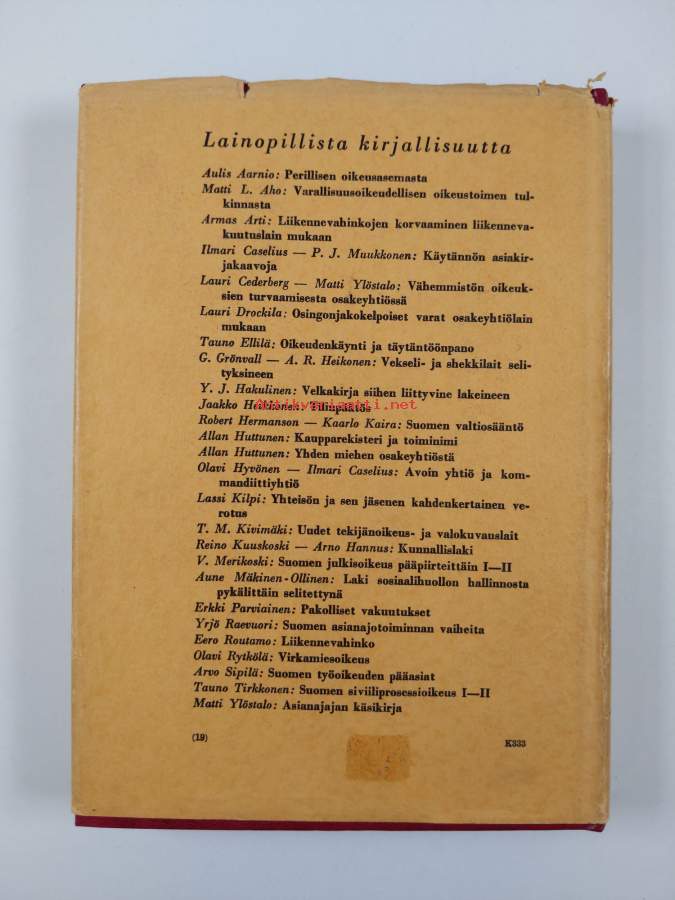 Lainopillista kirjallisuutta
Aulis Aarnio: Perillisen oikeusasemasta
Matti L. Aho: Varallisuusoikeudellisen oikeustoimen tul-
kinnasta
Armas Arti: Liikennevahinkojen korvaaminen liikenneva-
kuutuslain mukaan
Ilmari Caselius — P. J. Muukkonen: Käytännön asiakir-
jakaavoja
Lauri Cederberg — Matti Ylöstalo: Vähemmistön oikeuk-
sien turvaamisesta osakeyhtiössä
Lauri Drockila: Osingonjakokelpoiset varat osakeyhtiölain
mukaan
Tauno Ellilä: Oikeudenkäynti ja täytäntöönpano
G. Grönvall — A. R. Heikonen: Vekseli- ja shekkilait seli-
tyksineen
Y. J. Hakulinen: Velkakirja siihen liittyvine lakeineen
Jaakko Tilinpäätös
Antikvariaatti.net
Robert Hermanson — Kaarlo Kaira: Suomen valtiosääntö
Allan Huttunen: Kaupparekisteri ja toiminimi
Allan Huttunen: Yhden miehen osakeyhtiöstä
Olavi Hyvönen — Ilmari Caselius: Avoin yhtiö ja kom-
mandiittiyhtiö
Lassi Kilpi: Yhteisön ja sen jäsenen kahdenkertainen ve-
rotus
T. M. Kivimäki: Uudet tekijänoikeus- ja valokuvauslait
Reino Kuuskoski — Arno Hannus: Kunnallislaki
V. Merikoski: Suomen julkisoikeus pääpiirteittäin I—II
Aune Mäkinen-Ollinen: Laki sosiaalihuollon hallinnosta
pykälittäin selitettynä
Erkki Parviainen: Pakolliset vakuutukset
Yrjö Raevuori: Suomen asianajotoiminnan vaiheita
Eero Routamo: Liikennevahinko
Olavi Rytkölä: Virkamiesoikeus
Arvo Sipilä: Suomen työoikeuden pääasiat
Tauno Tirkkonen: Suomen siviiliprosessioikeus I—II
Matti Ylöstalo: Asianajajan käsikirja
(19)
K333